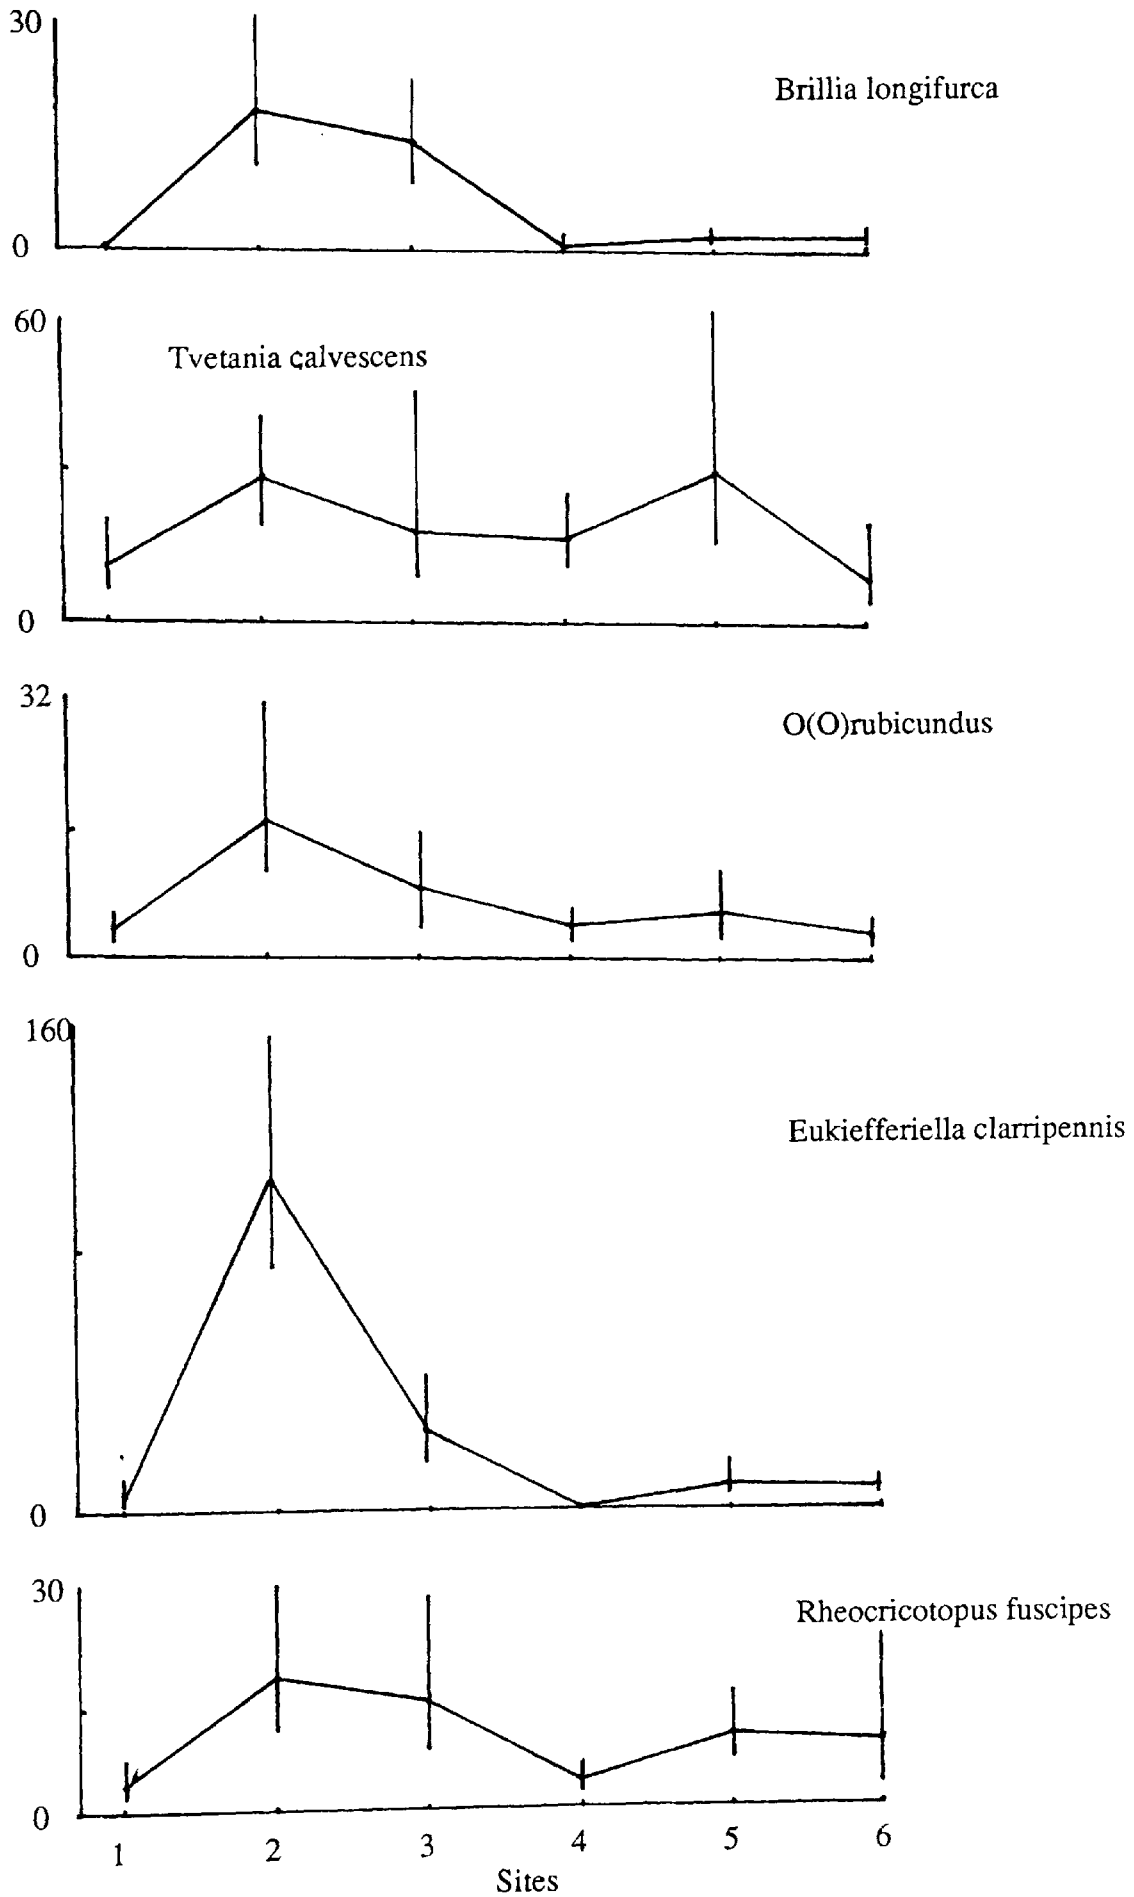 30
Brillia longifurca
0
60
Tvetania calvescens
0
32
O(O)rubicundus
0
160
Eukiefferiella clarripennis
0
30
Rheocricotopus fuscipes
0
1 2 3 4 5 6
Sites